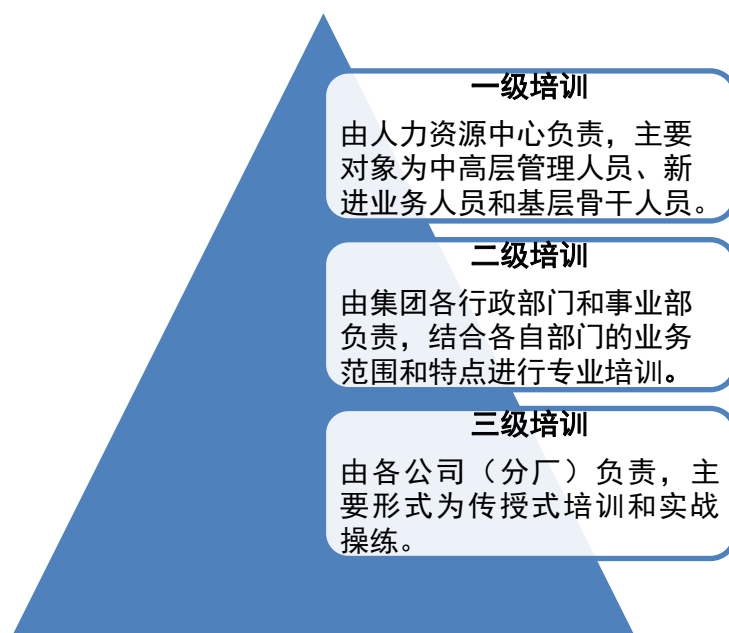 一级培训
由人力资源中心负责，主要
对象为中高层管理人员、新
进业务人员和基层骨干人员。
二级培训
由集团各行政部门和事业部
负责，结合各自部门的业务
范围和特点进行专业培训。
三级培训
由各公司（分厂）负责，主
要形式为传授式培训和实战
操练。